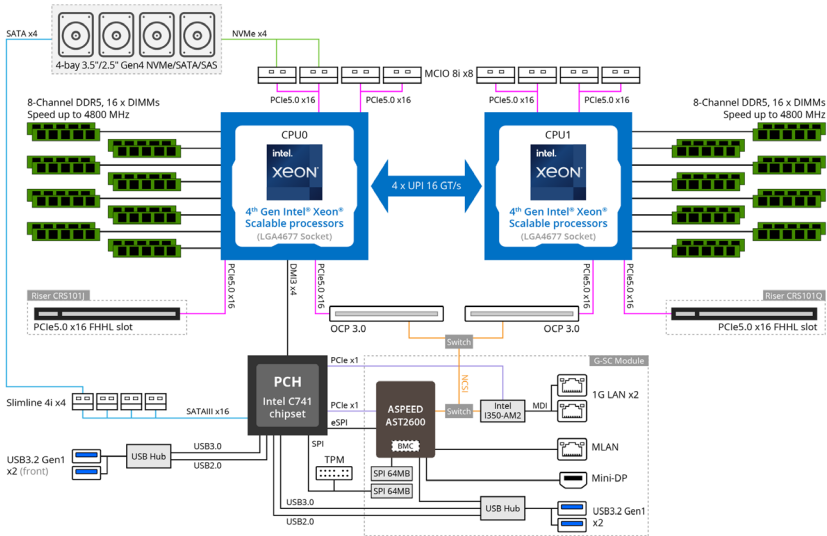 SATA x4
NVMe x4
4-bay 3.5"/2.5" Gen4 NVMe/SATA/SAS
MCIO 8i x8
PCIe5.0 x16
PCIe5.0 x16
PCIe5.0 x16
PCIe5.0 x16
8-Channel DDR5, 16 x DIMMs
Speed up to 4800 MHz
8-Channel DDR5, 16 x DIMMs
Speed up to 4800 MHz
CPU0
intel.
XEON®
4th Gen Intel® Xeon®
Scalable processors
(LGA4677 Socket)
4 x UPI 16 GT/s
CPU1
intel.
XEON®
4th Gen Intel® Xeon®
Scalable processors
(LGA4677 Socket)
PCIe5.0 x16
DMI3 x4
PCIe5.0 x16
PCIe5.0 x16
PCIe5.0 x16
Riser CRS101J
PCIe5.0 x16 FHHL slot
Riser CRS101Q
PCIe5.0 x16 FHHL slot
OCP 3.0
OCP 3.0
Switch
NCSI
G-SC Module
PCH
Intel C741
chipset
PCIe x1
PCIe x1
eSPI
SPI
ASPEED
AST2600
BMC
Switch
Intel
I350-AM2
MDI
1G LAN x2
MLAN
Mini-DP
Slimline 4i x4
SATAIII x16
USB3.2 Gen1
x2 (front)
USB Hub
USB3.0
USB2.0
TPM
SPI 64MB
SPI 64MB
USB3.0
USB2.0
USB Hub
USB3.2 Gen1
x2